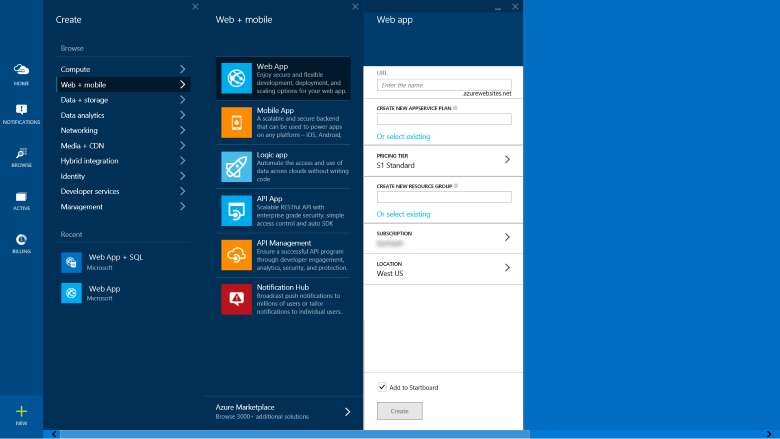 HOME
NOTIFICATIONS
BROWSE
ACTIVE
BILLING
NEW
Create
Browse
Compute
Web + mobile
Data + storage
Data analytics
Networking
Media + CDN
Hybrid integration
Identity
Developer services
Management
Recent
Web App + SQL
Microsoft
Web App
Microsoft
Web + mobile
Web App
Enjoy secure and flexible
development, deployment, and
scaling options for your web app.
Mobile App
A scalable and secure backend
that can be used to power apps
on any platform – iOS, Android.
Logic app
Automate the access and use of
data across clouds without writing
code
API App
Scalable RESTful API with
enterprise grade security, simple
access control and auto SDK
API Management
Ensure a successful API program
through developer engagement,
analytics, security, and protection.
Notification Hub
Broadcast push notifications to
millions of users or tailor
notifications to individual users.
Azure Marketplace
Browse 3000+ additional solutions
Web app
URL
Enter the name
.azurewebsites.net
CREATE NEW APPSERVICE PLAN
Or select existing
PRICING TIER
S1 Standard
CREATE NEW RESOURCE GROUP
Or select existing
SUBSCRIPTION
LOCATION
West US
Add to Startboard
Create